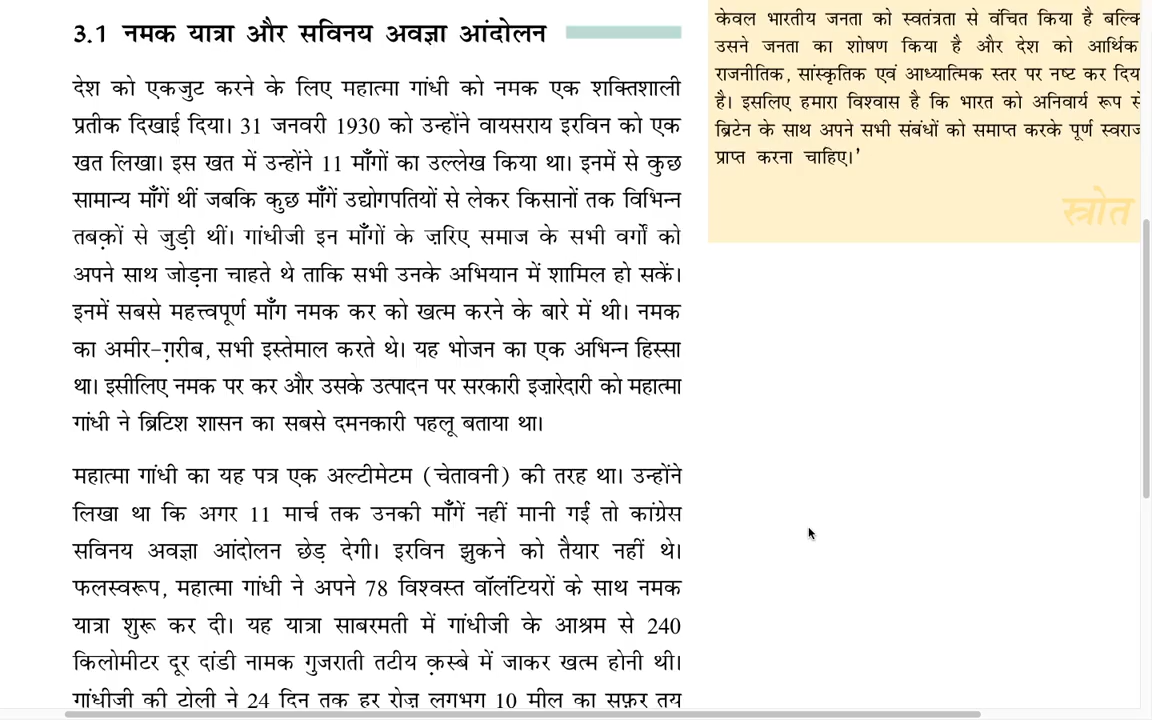 3.1 नमक यात्रा और सविनय अवज्ञा आंदोलन
देश को एकजुट करने के लिए महात्मा गांधी को नमक एक शक्तिशाली
प्रतीक दिखाई दिया। 31 जनवरी 1930 को उन्होंने वायसराय इरविन को एक
खत लिखा। इस खत में उन्होंने 11 माँगों का उल्लेख किया था। इनमें से कुछ
सामान्य माँगें थीं जबकि कुछ माँगें उद्योगपतियों से लेकर किसानों तक विभिन्न
तबक़ों से जुड़ी थीं। गांधीजी इन माँगों के ज़रिए समाज के सभी वर्गों को
अपने साथ जोड़ना चाहते थे ताकि सभी उनके अभियान में शामिल हो सकें।
इनमें सबसे महत्त्वपूर्ण माँग नमक कर को खत्म करने के बारे में थी। नमक
का अमीर-ग़रीब, सभी इस्तेमाल करते थे। यह भोजन का एक अभिन्न हिस्सा
था। इसीलिए नमक पर कर और उसके उत्पादन पर सरकारी इज़ारेदारी को महात्मा
गांधी ने ब्रिटिश शासन का सबसे दमनकारी पहलू बताया था।
महात्मा गांधी का यह पत्र एक अल्टीमेटम (चेतावनी) की तरह था। उन्होंने
लिखा था कि अगर 11 मार्च तक उनकी माँगें नहीं मानी गईं तो कांग्रेस
सविनय अवज्ञा आंदोलन छेड़ देगी। इरविन झुकने को तैयार नहीं थे।
फलस्वरूप, महात्मा गांधी ने अपने 78 विश्वस्त वॉलंटियरों के साथ नमक
यात्रा शुरू कर दी। यह यात्रा साबरमती में गांधीजी के आश्रम से 240
किलोमीटर दूर दांडी नामक गुजराती तटीय क़स्बे में जाकर खत्म होनी थी।
गांधीजी की टोली ने 24 दिन तक हर रोज़ लगभग 10 मील का सफ़र तय
केवल भारतीय जनता को स्वतंत्रता से वंचित किया है बल्कि
उसने जनता का शोषण किया है और देश को आर्थिक
राजनीतिक, सांस्कृतिक एवं आध्यात्मिक स्तर पर नष्ट कर दिय
है। इसलिए हमारा विश्वास है कि भारत को अनिवार्य रूप से
ब्रिटेन के साथ अपने सभी संबंधों को समाप्त करके पूर्ण स्वराज
प्राप्त करना चाहिए।’
स्त्रोत